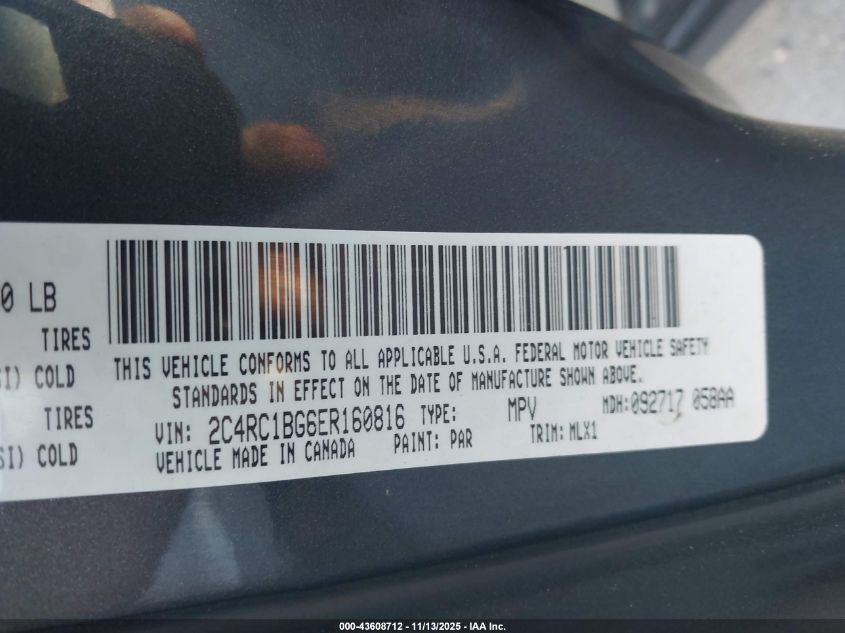 0 LB
TIRES
SI) COLD
TIRES
SI) COLD
THIS VEHICLE CONFORMS TO ALL APPLICABLE U.S.A. FEDERAL MOTOR VEHICLE SAFETY
STANDARDS IN EFFECT ON THE DATE OF MANUFACTURE SHOWN ABOVE.
VIN: 2C4RC1BG6ER160816 TYPE: MPV MDH:092717 058AA
VEHICLE MADE IN CANADA PAINT: PAR TRIM: MLX1
000-43608712 - 11/13/2025 - IAA Inc.